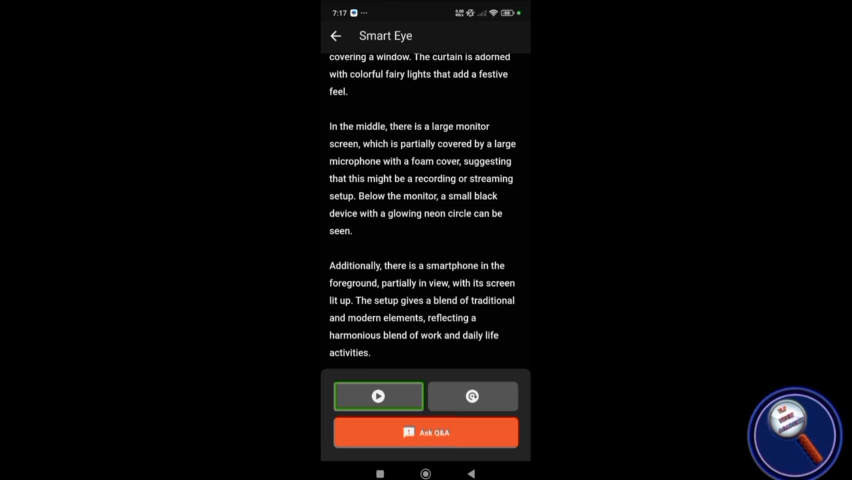 7:17
Smart Eye
covering a window. The curtain is adorned
with colorful fairy lights that add a festive
feel.
In the middle, there is a large monitor
screen, which is partially covered by a large
microphone with a foam cover, suggesting
that this might be a recording or streaming
setup. Below the monitor, a small black
device with a glowing neon circle can be
seen.
Additionally, there is a smartphone in the
foreground, partially in view, with its screen
lit up. The setup gives a blend of traditional
and modern elements, reflecting a
harmonious blend of work and daily life
activities.
Ask Q&A